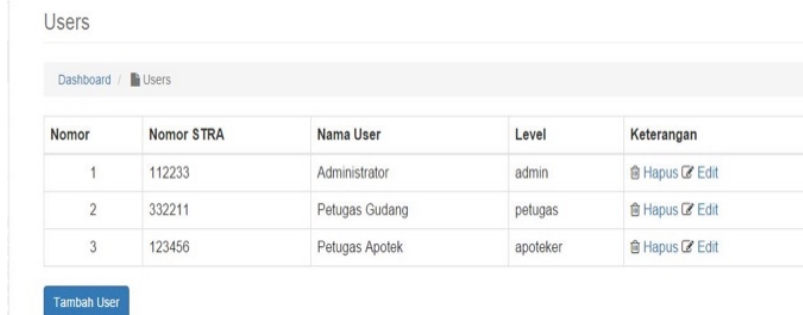 Users
Dashboard / Users
Nomor Nomor STRA Nama User Level Keterangan
1 112233 Administrator admin Hapus Edit
2 332211 Petugas Gudang petugas Hapus Edit
3 123456 Petugas Apotek apoteker Hapus Edit
Tambah User